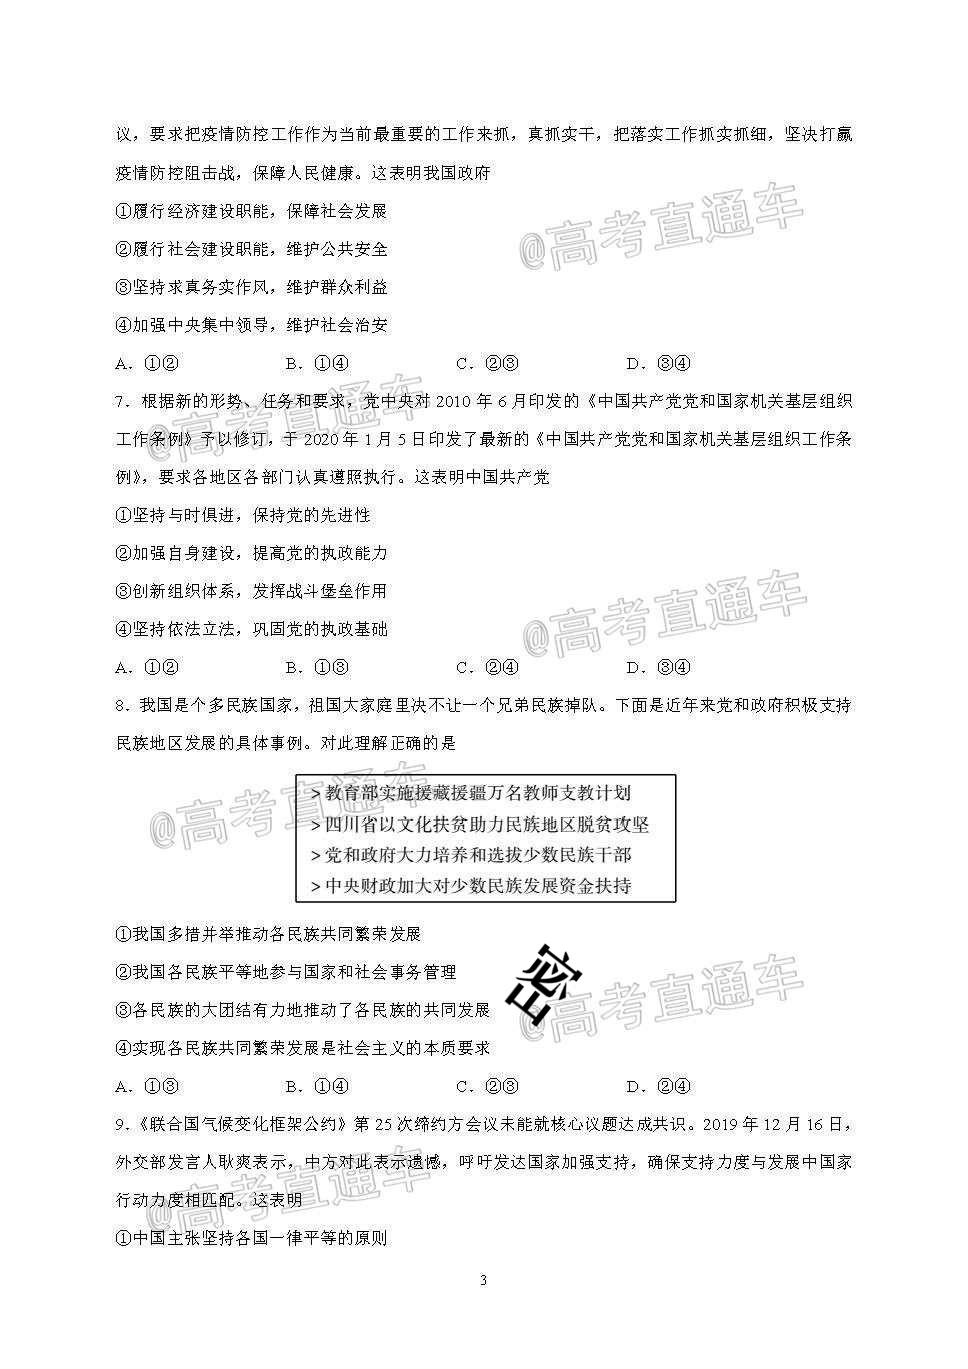 议，要求把疫情防控工作作为当前最重要的工作来抓，真抓实干，把落实工作抓实抓细，坚决打赢
疫情防控阻击战，保障人民健康。这表明我国政府
①履行经济建设职能，保障社会发展
②履行社会建设职能，维护公共安全
③坚持求真务实作风，维护群众利益
④加强中央集中领导，维护社会治安
A．①② B．①④ C．②③ D．③④
7．根据新的形势、任务和要求，党中央对 2010 年 6 月印发的《中国共产党党和国家机关基层组织
工作条例》予以修订，于 2020 年 1 月 5 日印发了最新的《中国共产党党和国家机关基层组织工作条
例》，要求各地区各部门认真遵照执行。这表明中国共产党
①坚持与时俱进，保持党的先进性
②加强自身建设，提高党的执政能力
③创新组织体系，发挥战斗堡垒作用
④坚持依法立法，巩固党的执政基础
A．①② B．①③ C．②④ D．③④
8．我国是个多民族国家，祖国大家庭里决不让一个兄弟民族掉队。下面是近年来党和政府积极支持
民族地区发展的具体事例。对此理解正确的是
>教育部实施援藏援疆万名教师支教计划
>四川省以文化扶贫助力民族地区脱贫攻坚
>党和政府大力培养和选拔少数民族干部
>中央财政加大对少数民族发展资金扶持
①我国多措并举推动各民族共同繁荣发展
②我国各民族平等地参与国家和社会事务管理
③各民族的大团结有力地推动了各民族的共同发展
④实现各民族共同繁荣发展是社会主义的本质要求
A．①③ B．①④ C．②③ D．②④
密
9．《联合国气候变化框架公约》第 25 次缔约方会议未能就核心议题达成共识。2019 年 12 月 16 日，
外交部发言人耿爽表示，中方对此表示遗憾，呼吁发达国家加强支持，确保支持力度与发展中国家
行动力度相匹配。这表明
①中国主张坚持各国一律平等的原则
3
@高考直通车
@高考直通车
@高考直通车
@高考直通车
@高考直通车
@高考直通车